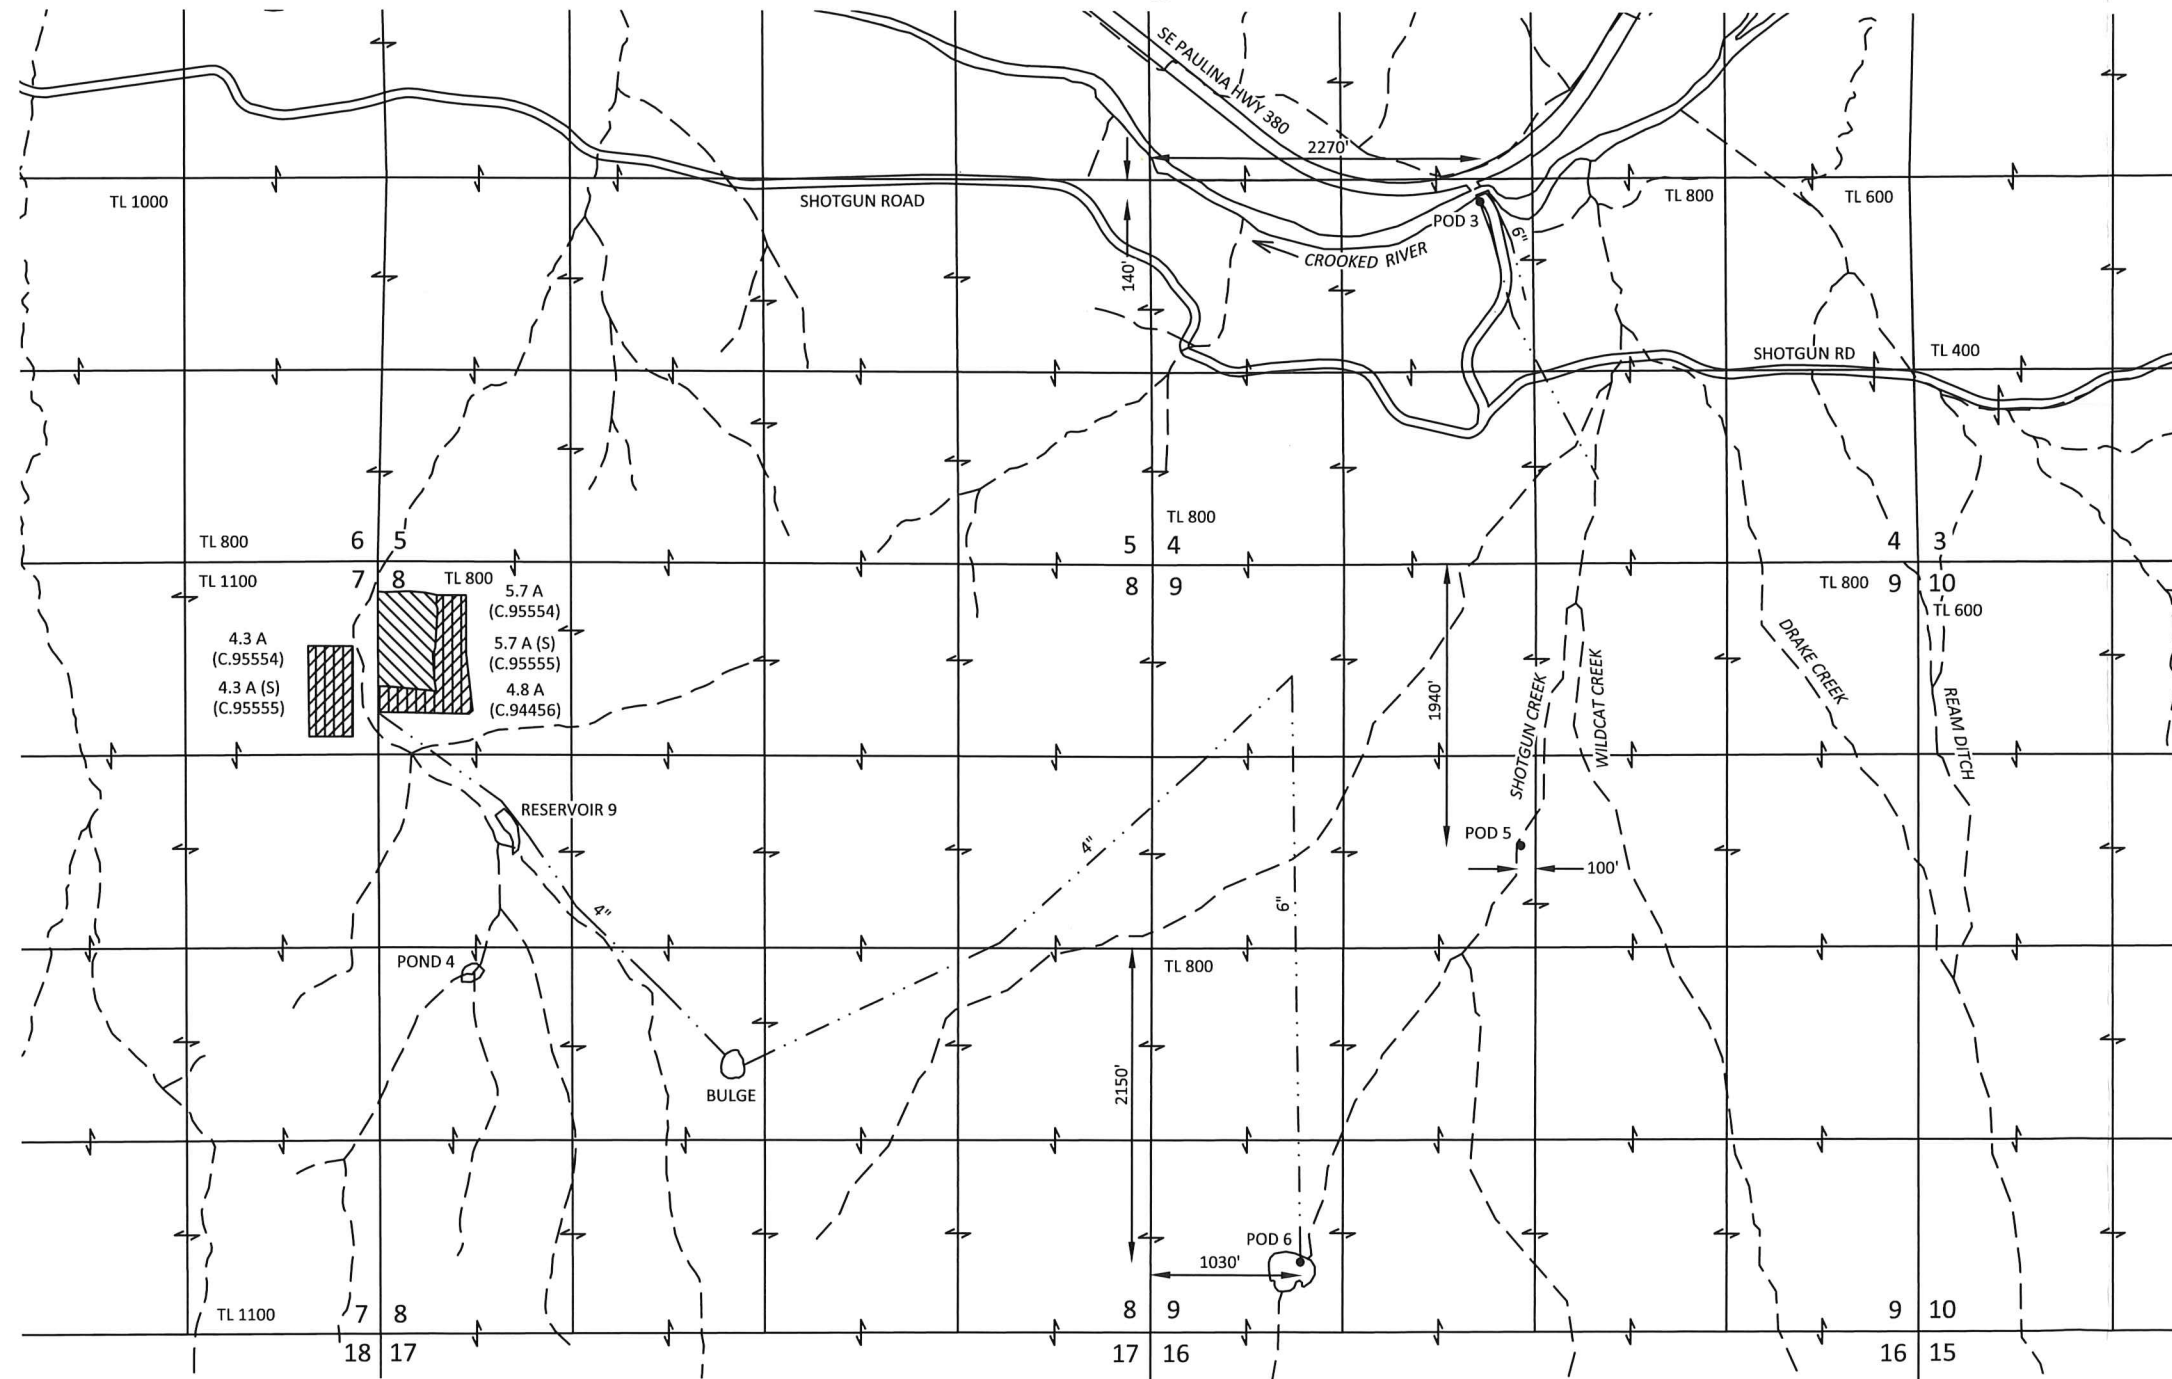 SE PAULINA HWY 380
2270'
TL 1000
SHOTGUN ROAD
POD 3
6"
TL 800
TL 600
CROOKED RIVER
140'
SHOTGUN RD
TL 400
TL 800
TL 800
6 5
5 4
4 3
TL 1100
7 8
TL 800
8 9
TL 800
9 10
5.7 A
(C.95554)
TL 600
4.3 A
(C.95554)
5.7 A (S)
(C.95555)
4.3 A (S)
(C.95555)
4.8 A
(C.94456)
1940'
SHOTGUN CREEK
WILDCAT CREEK
DRAKE CREEK
REAM DITCH
RESERVOIR 9
4"
POD 5
100'
4"
6"
POND 4
TL 800
BULGE
2150'
POD 6
1030'
TL 1100
7 8
8 9
9 10
18 17
17 16
16 15